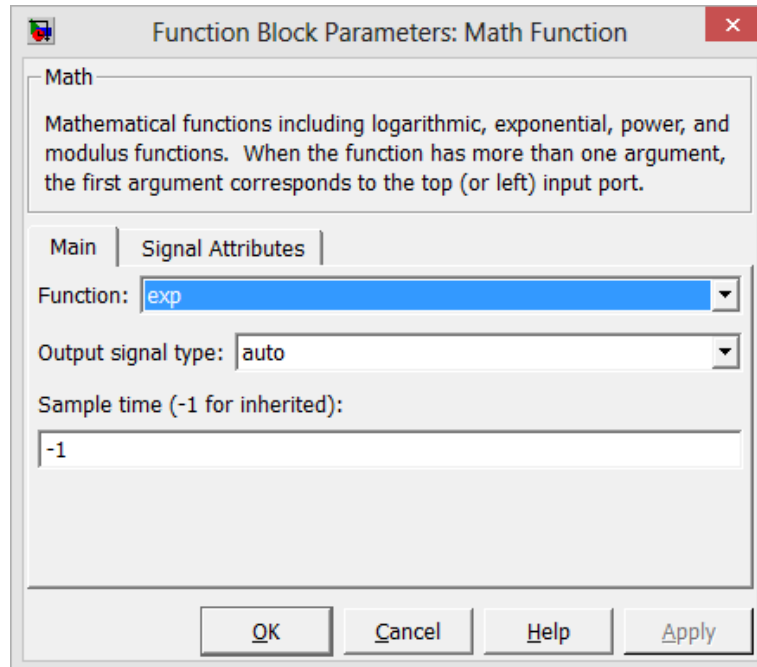 Function Block Parameters: Math Function
Math
Mathematical functions including logarithmic, exponential, power, and
modulus functions.  When the function has more than one argument,
the first argument corresponds to the top (or left) input port.
Main Signal Attributes
Function: exp
Output signal type: auto
Sample time (-1 for inherited):
-1
OK Cancel Help Apply